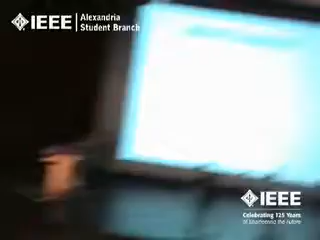 IEEE
Alexandria
Student Branch
IEEE
Celebrating 125 Years
of Engineering the Future